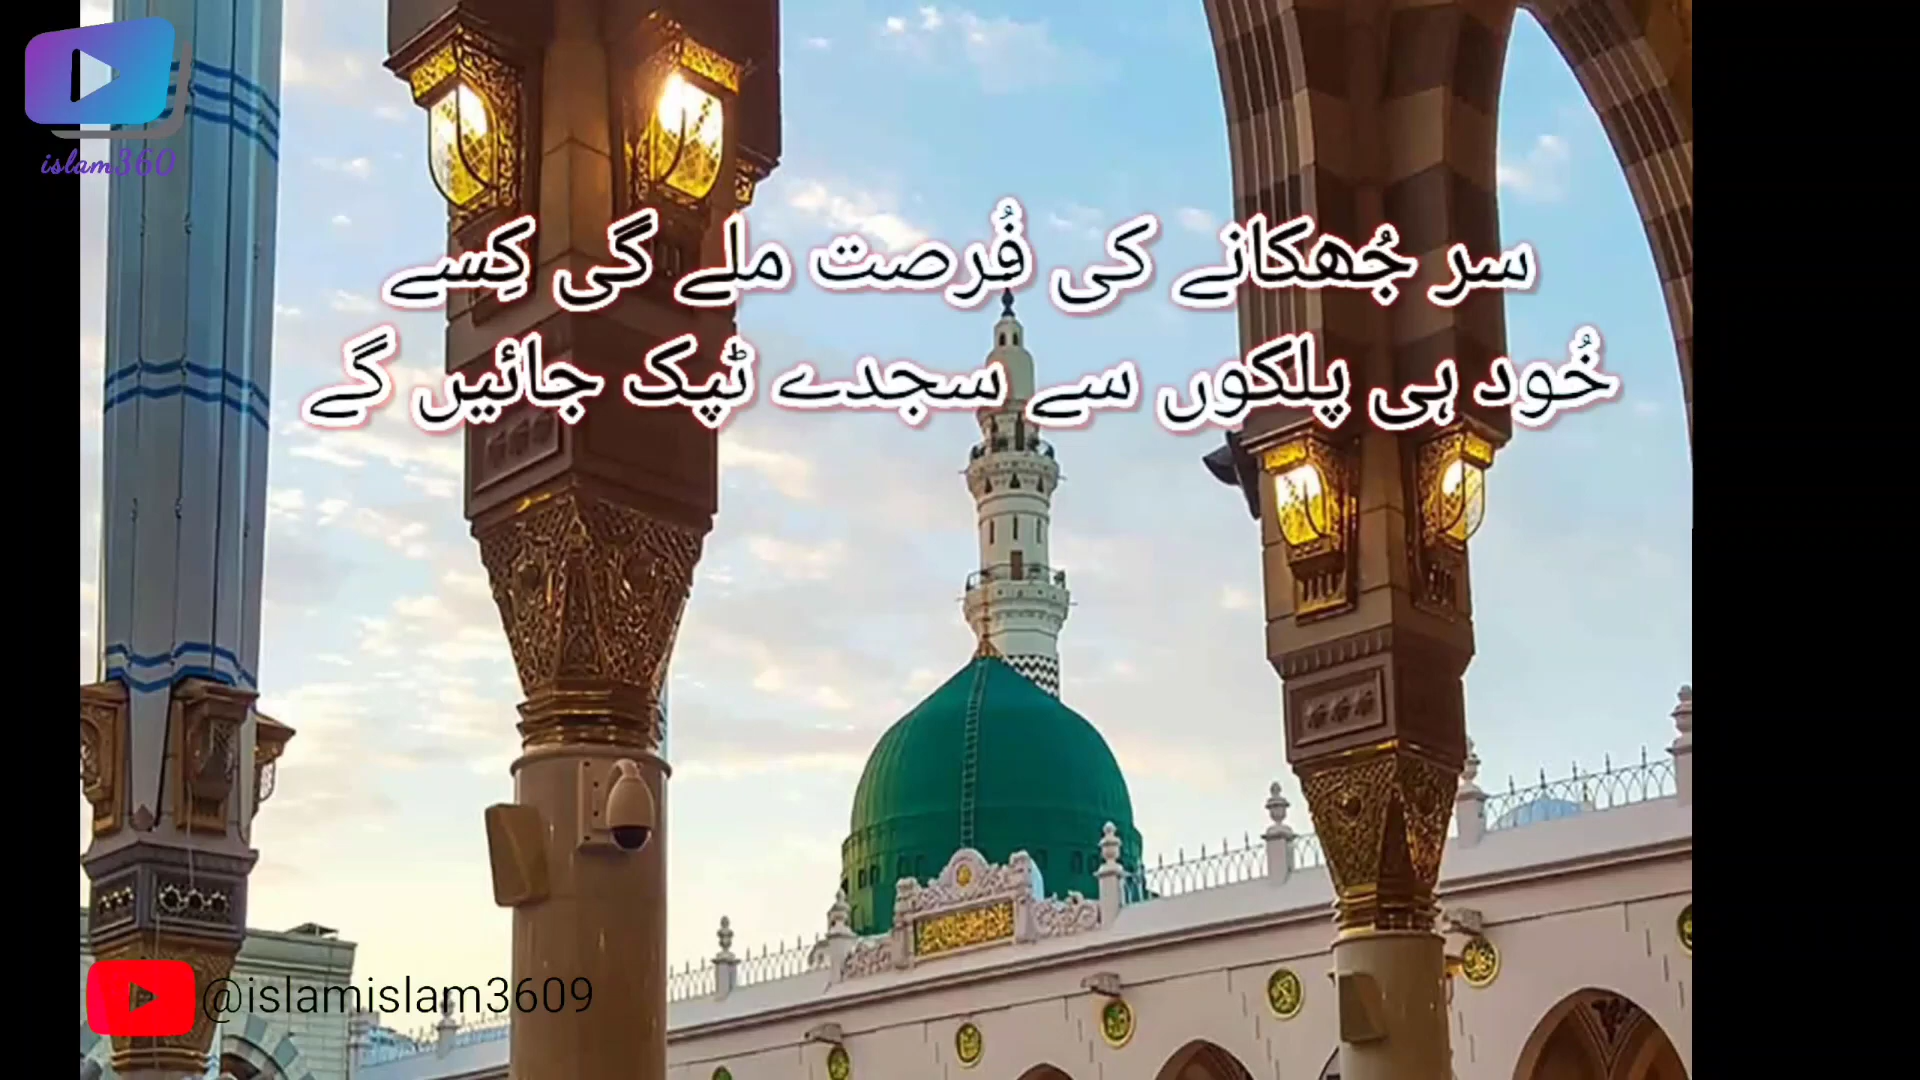 islam360
سر جُھکانے کی فُرصت ملے گی کِسے
خُود ہی پلکوں سے سجدے ٹپک جائیں گے
@islamislam3609